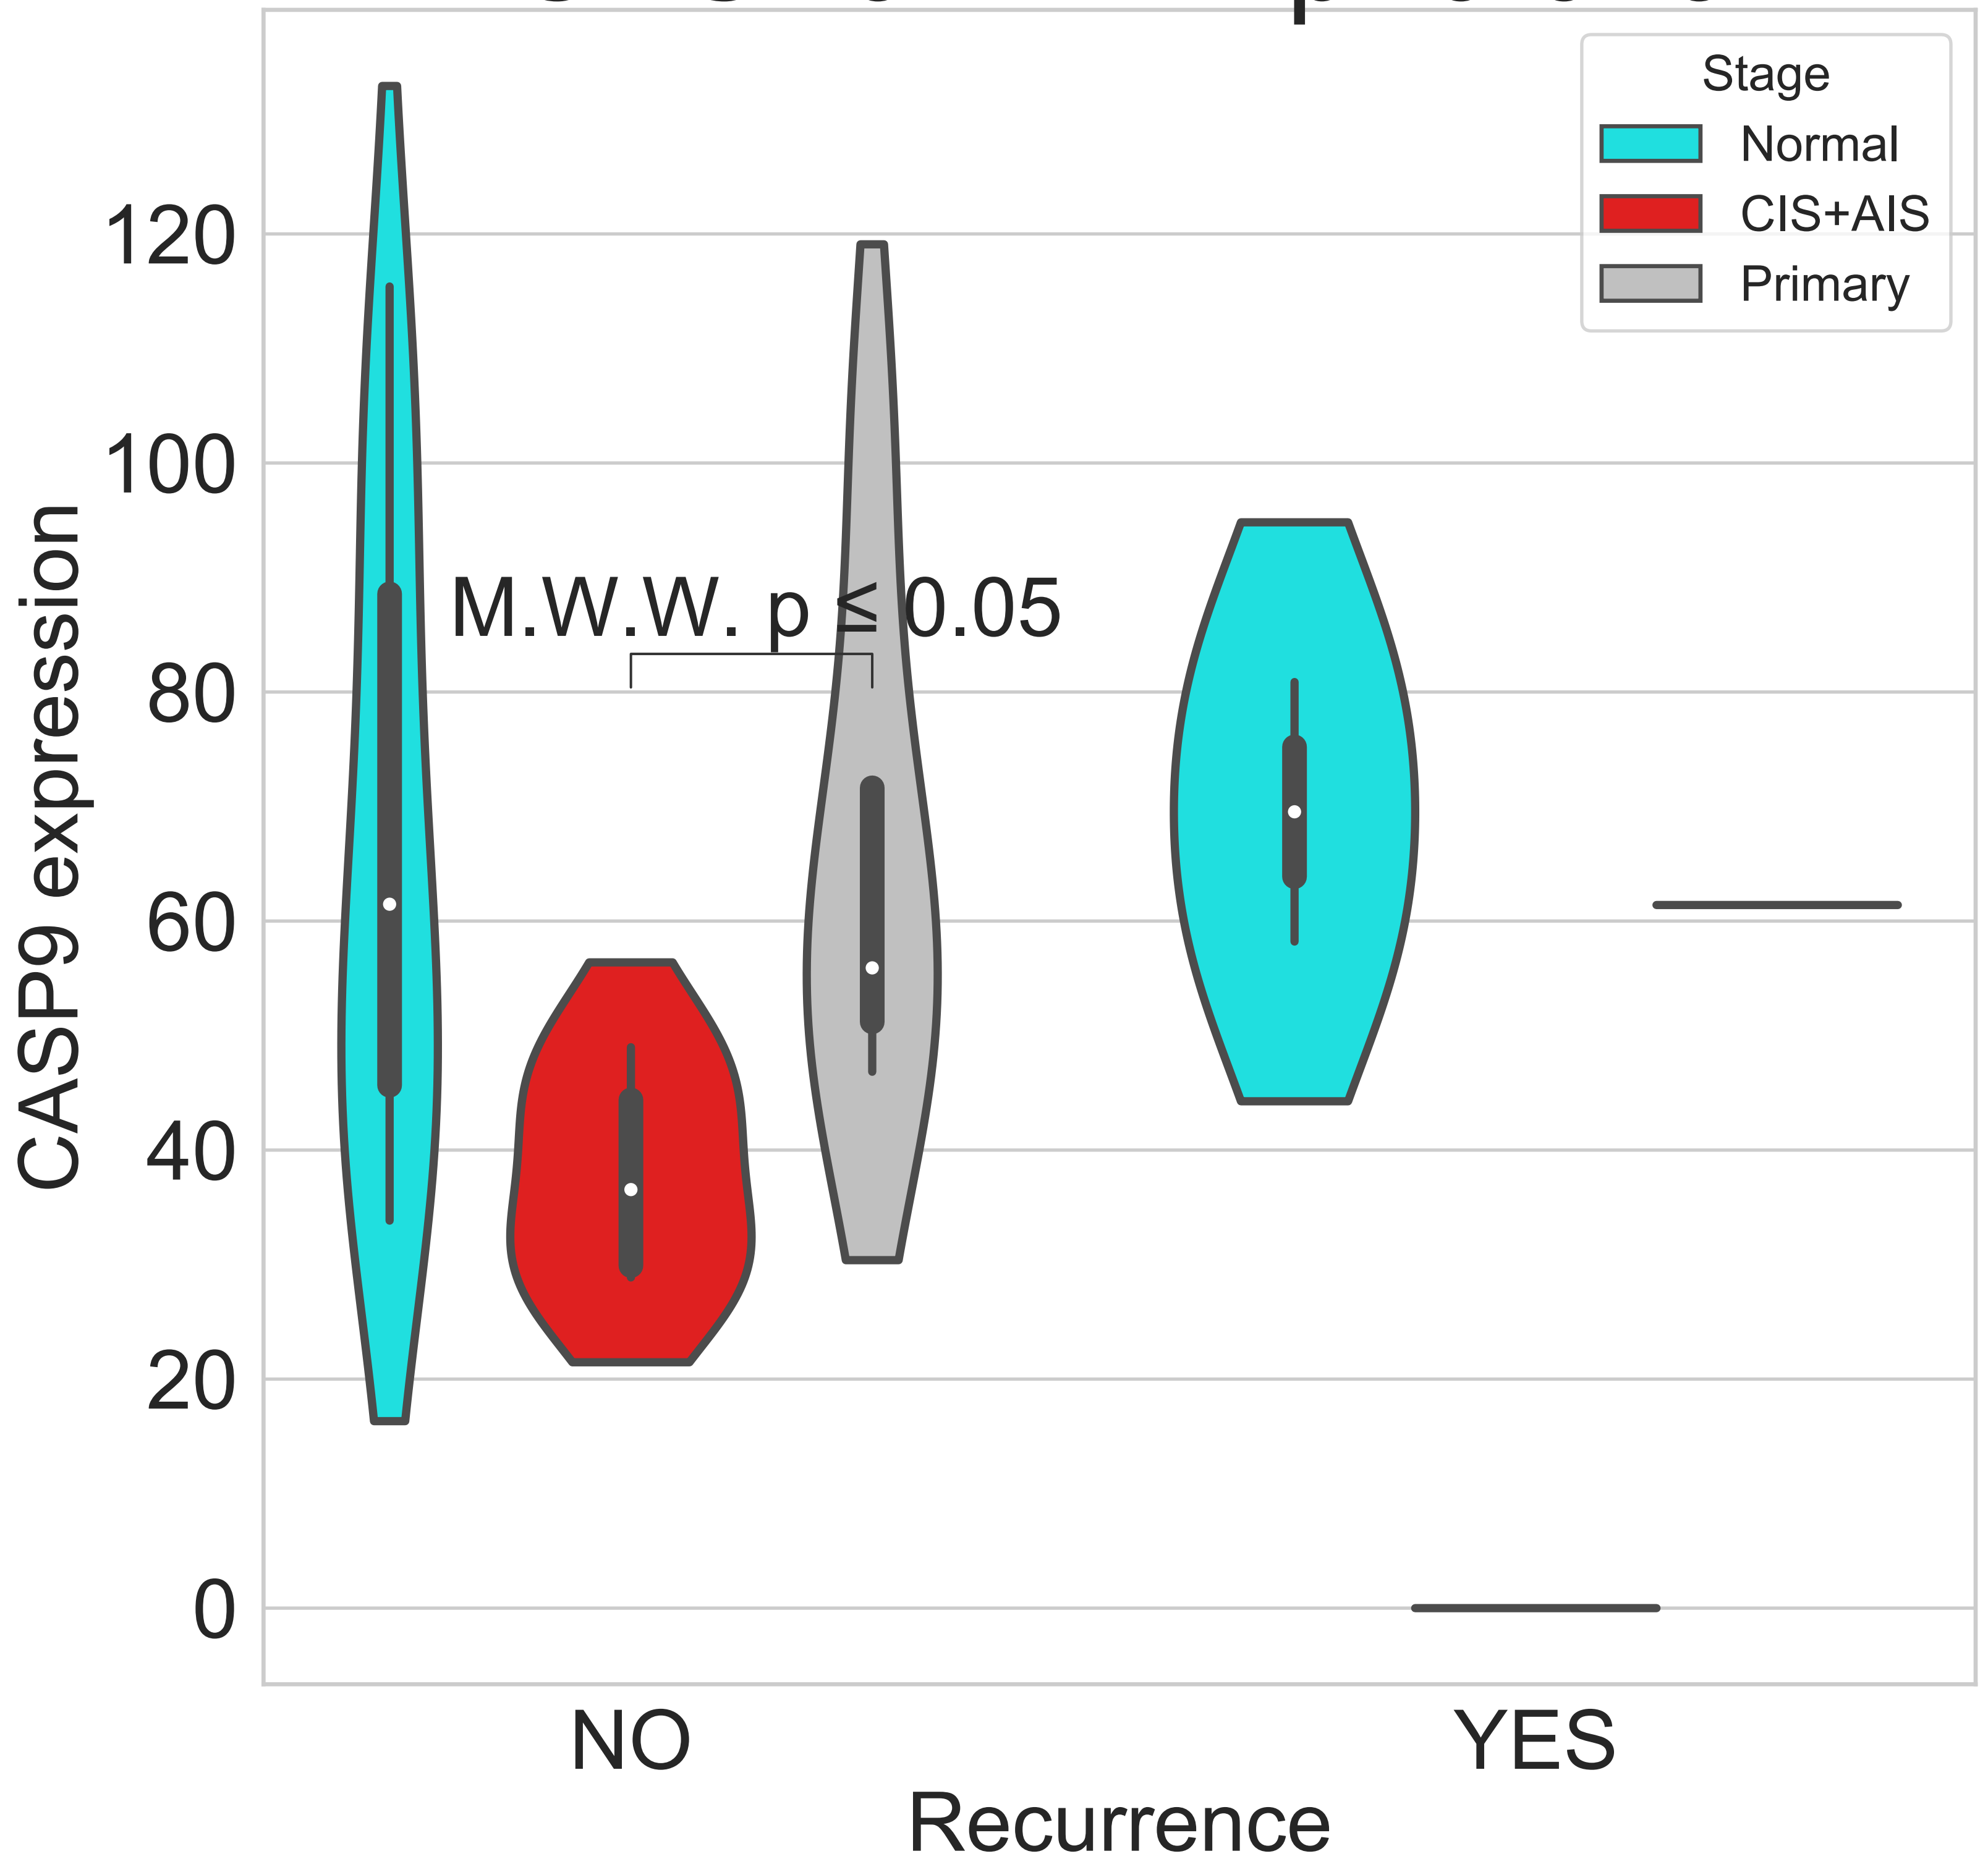 Stage
Normal
CIS+AIS
Primary
120
100
80
60
40
20
0
CASP9 expression
M.W.W. p ≤ 0.05
NO
YES
Recurrence